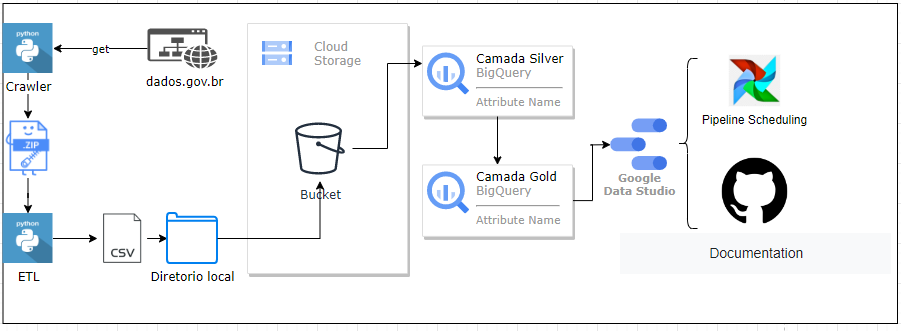 python
Crawler
get
dados.gov.br
.ZIP
python
ETL
CSV
Diretorio local
Cloud
Storage
Bucket
Camada Silver
BigQuery
Attribute Name
Camada Gold
BigQuery
Attribute Name
Google
Data Studio
Pipeline Scheduling
Documentation